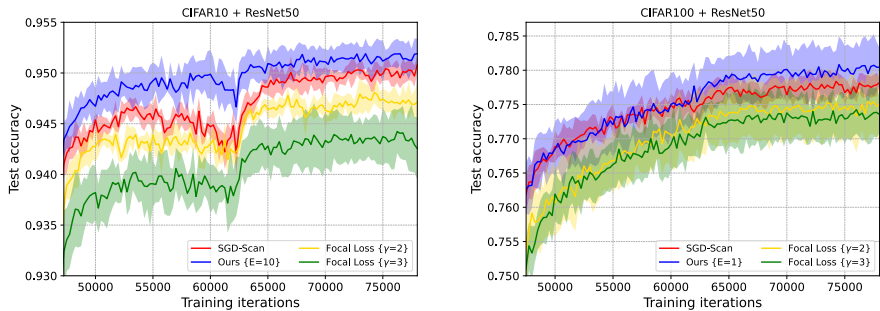 CIFAR10 + ResNet50
0.955
0.950
0.945
0.940
0.935
0.930
Test accuracy
50000 55000 60000 65000 70000 75000
Training iterations
SGD-Scan
Ours {E=10}
Focal Loss {γ=2}
Focal Loss {γ=3}
CIFAR100 + ResNet50
0.785
0.780
0.775
0.770
0.765
0.760
0.755
0.750
Test accuracy
50000 55000 60000 65000 70000 75000
Training iterations
SGD-Scan
Ours {E=1}
Focal Loss {γ=2}
Focal Loss {γ=3}